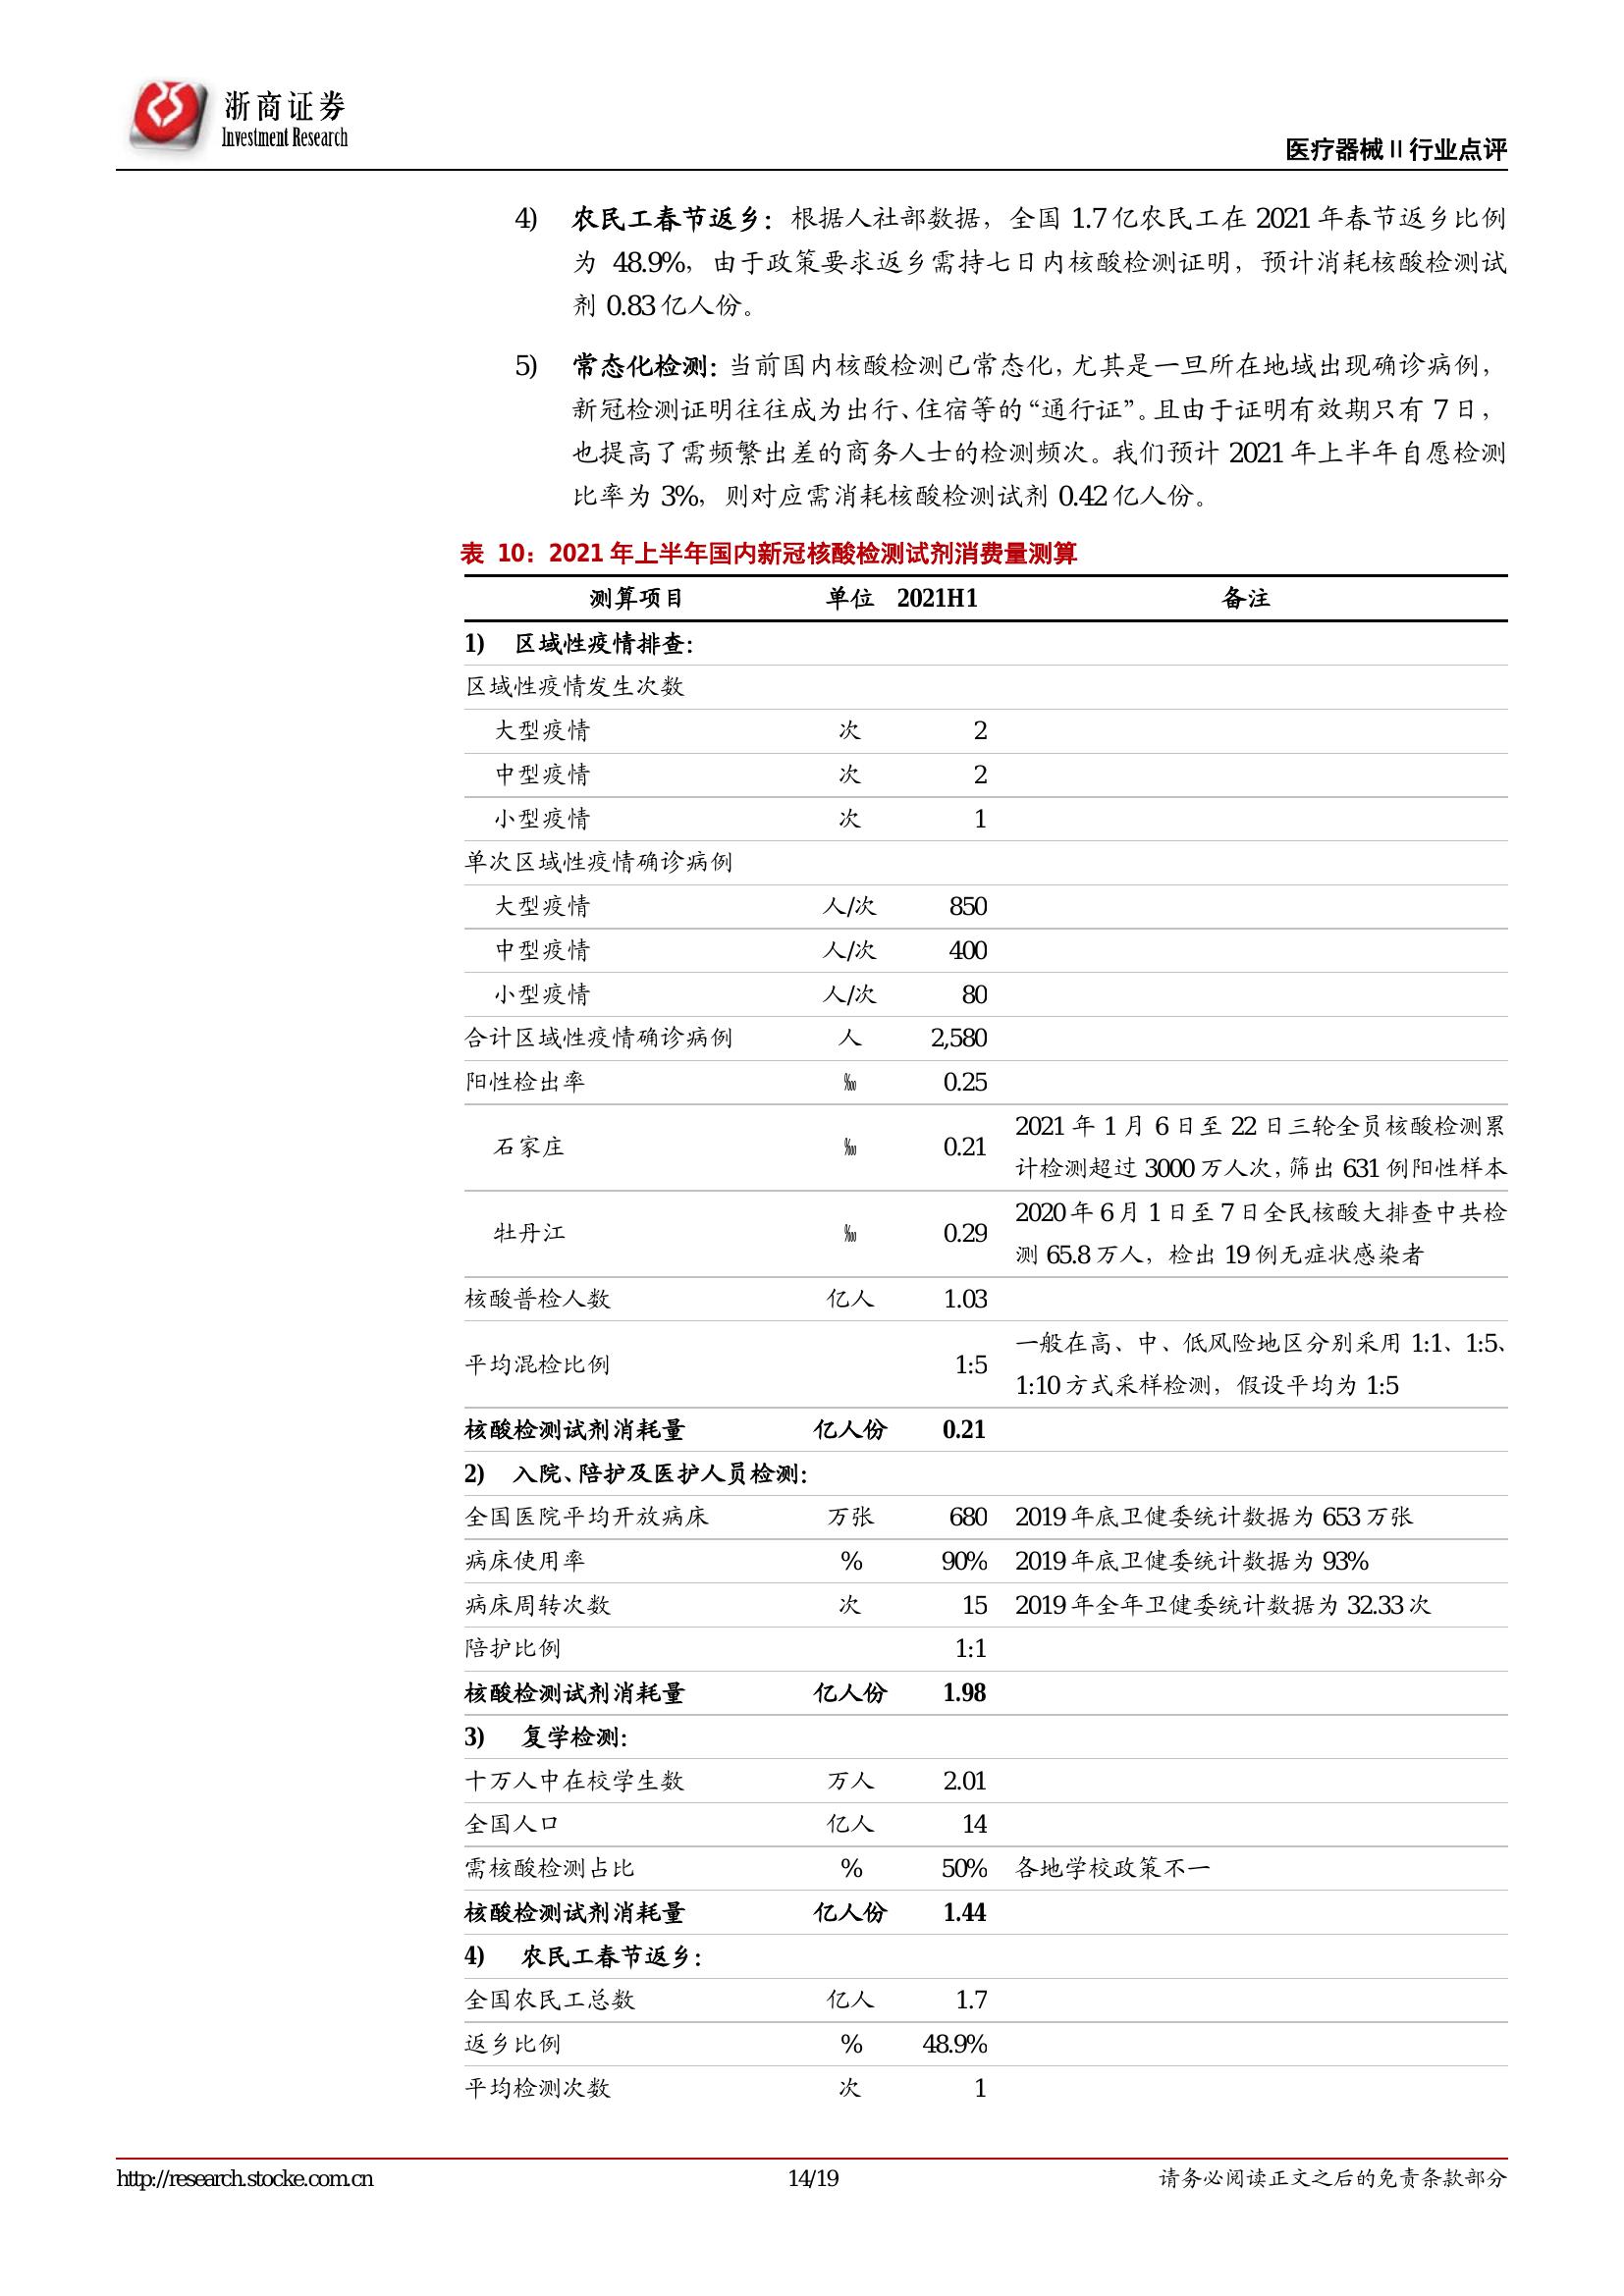 浙商证券
Investment Research
医疗器械Ⅱ行业点评
4) 农民工春节返乡：根据人社部数据，全国 1.7 亿农民工在 2021 年春节返乡比例
为 48.9%，由于政策要求返乡需持七日内核酸检测证明，预计消耗核酸检测试
剂 0.83 亿人份。
5) 常态化检测：当前国内核酸检测已常态化，尤其是一旦所在地域出现确诊病例，
新冠检测证明往往成为出行、住宿等的“通行证”。且由于证明有效期只有 7 日，
也提高了需频繁出差的商务人士的检测频次。我们预计 2021 年上半年自愿检测
比率为 3%，则对应需消耗核酸检测试剂 0.42 亿人份。
表 10：2021 年上半年国内新冠核酸检测试剂消费量测算
测算项目 单位 2021H1 备注
1) 区域性疫情排查：
区域性疫情发生次数
大型疫情 次 2
中型疫情 次 2
小型疫情 次 1
单次区域性疫情确诊病例
大型疫情 人/次 850
中型疫情 人/次 400
小型疫情 人/次 80
合计区域性疫情确诊病例 人 2,580
阳性检出率 ‱ 0.25
石家庄 ‱ 0.21 2021 年 1 月 6 日至 22 日三轮全员核酸检测累
计检测超过 3000 万人次，筛出 631 例阳性样本
牡丹江 ‱ 0.29 2020 年 6 月 1 日至 7 日全民核酸大排查中共检
测 65.8 万人，检出 19 例无症状感染者
核酸普检人数 亿人 1.03
平均混检比例 1:5 一般在高、中、低风险地区分别采用 1:1、1:5、
1:10 方式采样检测，假设平均为 1:5
核酸检测试剂消耗量 亿人份 0.21
2) 入院、陪护及医护人员检测：
全国医院平均开放病床 万张 680 2019 年底卫健委统计数据为 653 万张
病床使用率 % 90% 2019 年底卫健委统计数据为 93%
病床周转次数 次 15 2019 年全年卫健委统计数据为 32.33 次
陪护比例 1:1
核酸检测试剂消耗量 亿人份 1.98
3) 复学检测：
十万人中在校学生数 万人 2.01
全国人口 亿人 14
需核酸检测占比 % 50% 各地学校政策不一
核酸检测试剂消耗量 亿人份 1.44
4) 农民工春节返乡：
全国农民工总数 亿人 1.7
返乡比例 % 48.9%
平均检测次数 次 1
http://research.stocke.com.cn 14/19 请务必阅读正文之后的免责条款部分